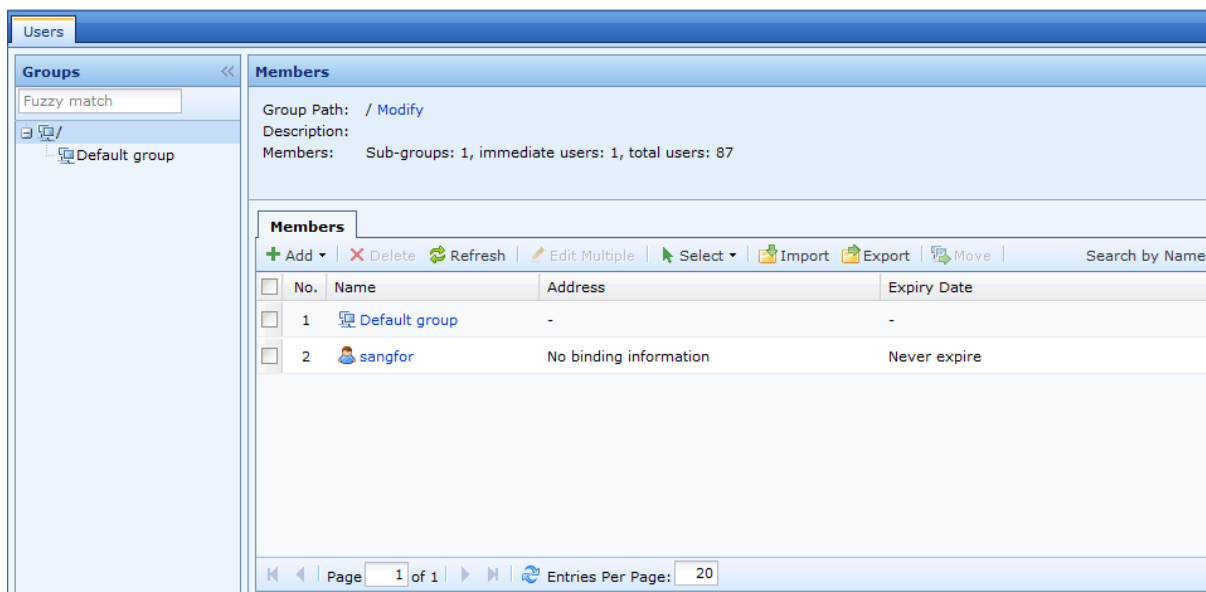 Users
Groups
Fuzzy match
/
Default group
Members
Group Path: / Modify
Description:
Members: Sub-groups: 1, immediate users: 1, total users: 87
Members
Add Delete Refresh Edit Multiple Select Import Export Move Search by Name
No. Name Address Expiry Date
1 Default group - -
2 sangfor No binding information Never expire
Page 1 of 1 Entries Per Page: 20